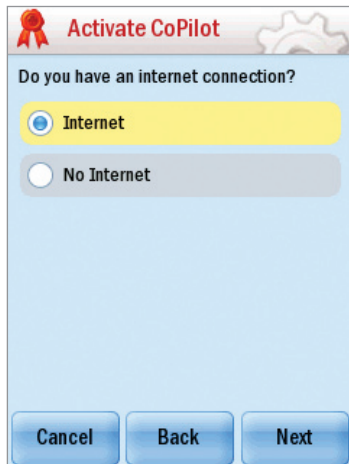 Activate CoPilot
Do you have an internet connection?
Internet
No Internet
Cancel Back Next